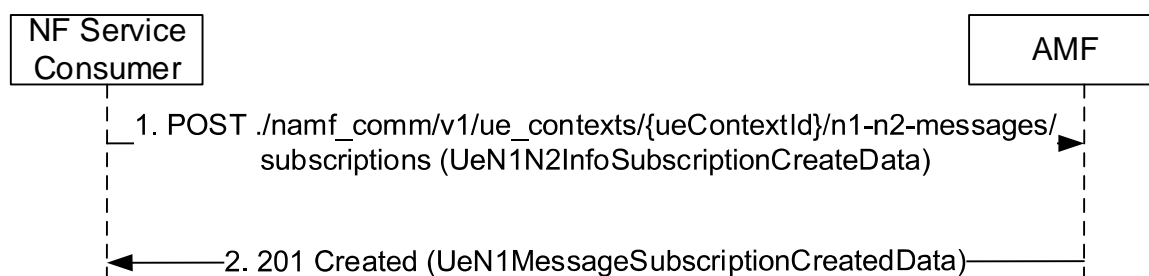 NF Service
Consumer
AMF
1. POST ./namf_comm/v1/ue_contexts/{ueContextId}/n1-n2-messages/
subscriptions (UeN1N2InfoSubscriptionCreateData)
2. 201 Created (UeN1MessageSubscriptionCreatedData)